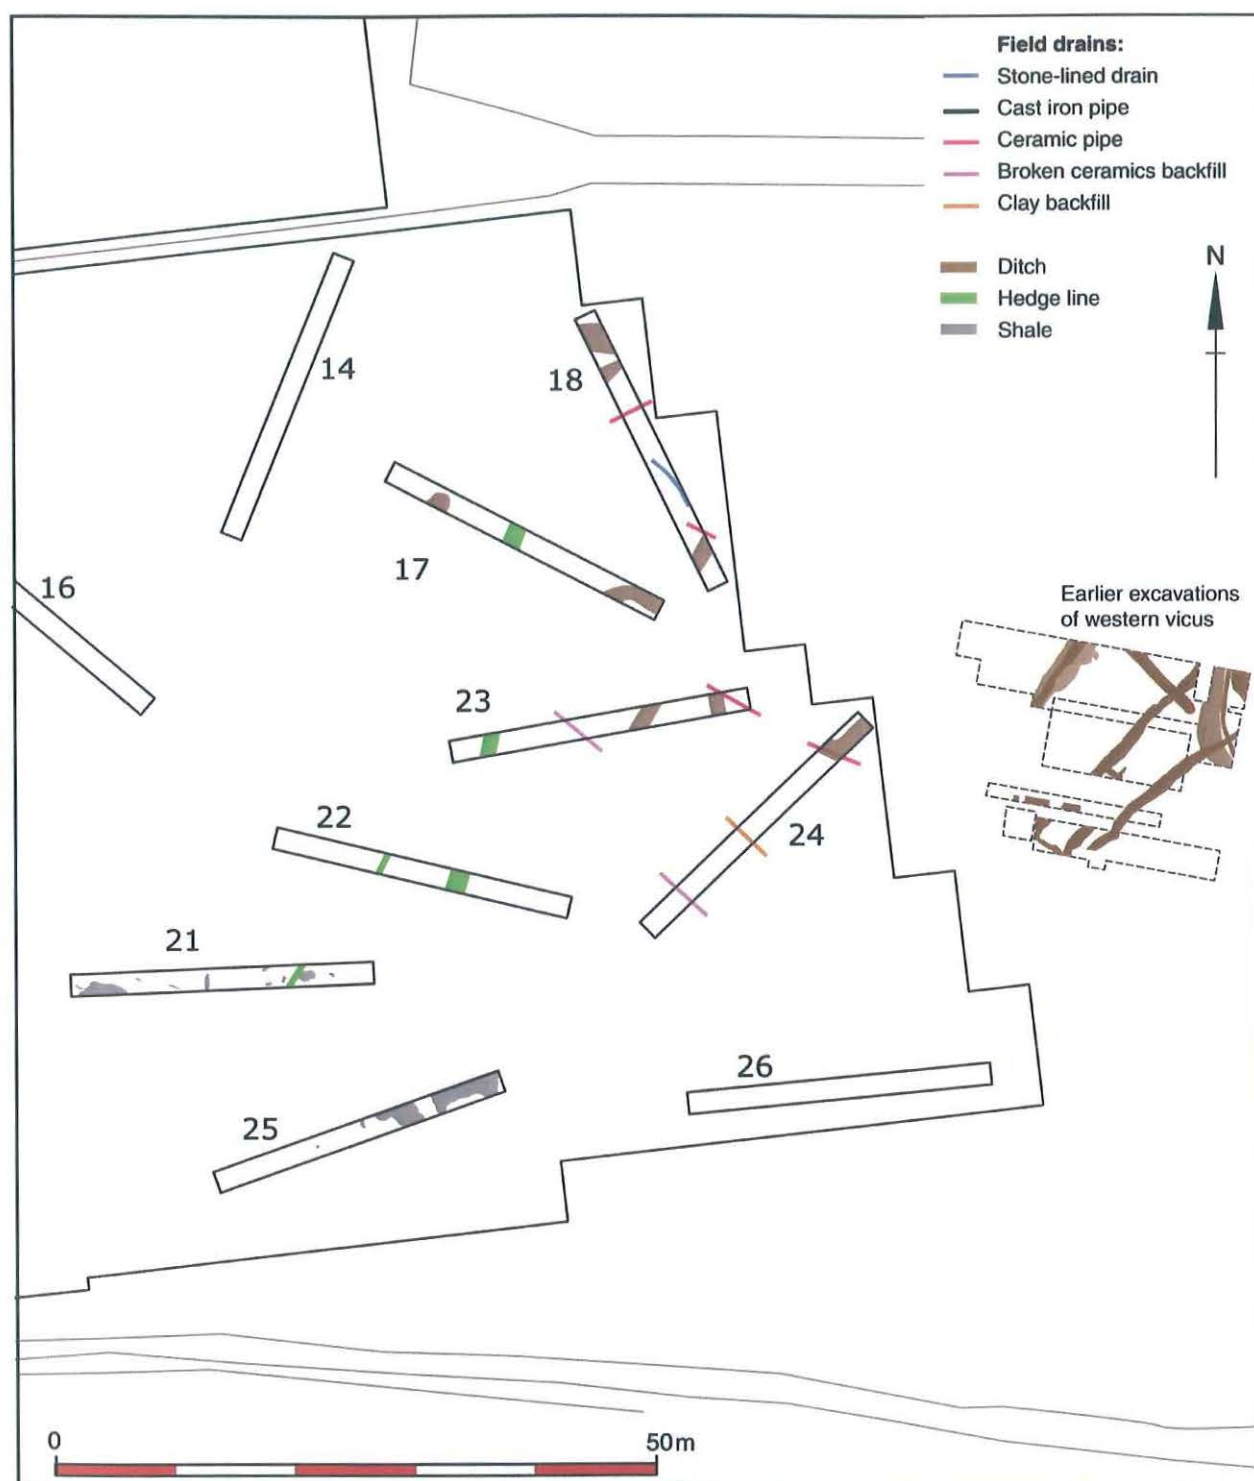 Field drains:
Stone-lined drain
Cast iron pipe
Ceramic pipe
Broken ceramics backfill
Clay backfill
Ditch
Hedge line
Shale
N
14
18
17
16
Earlier excavations
of western vicus
23
22
24
21
26
25
0
50m